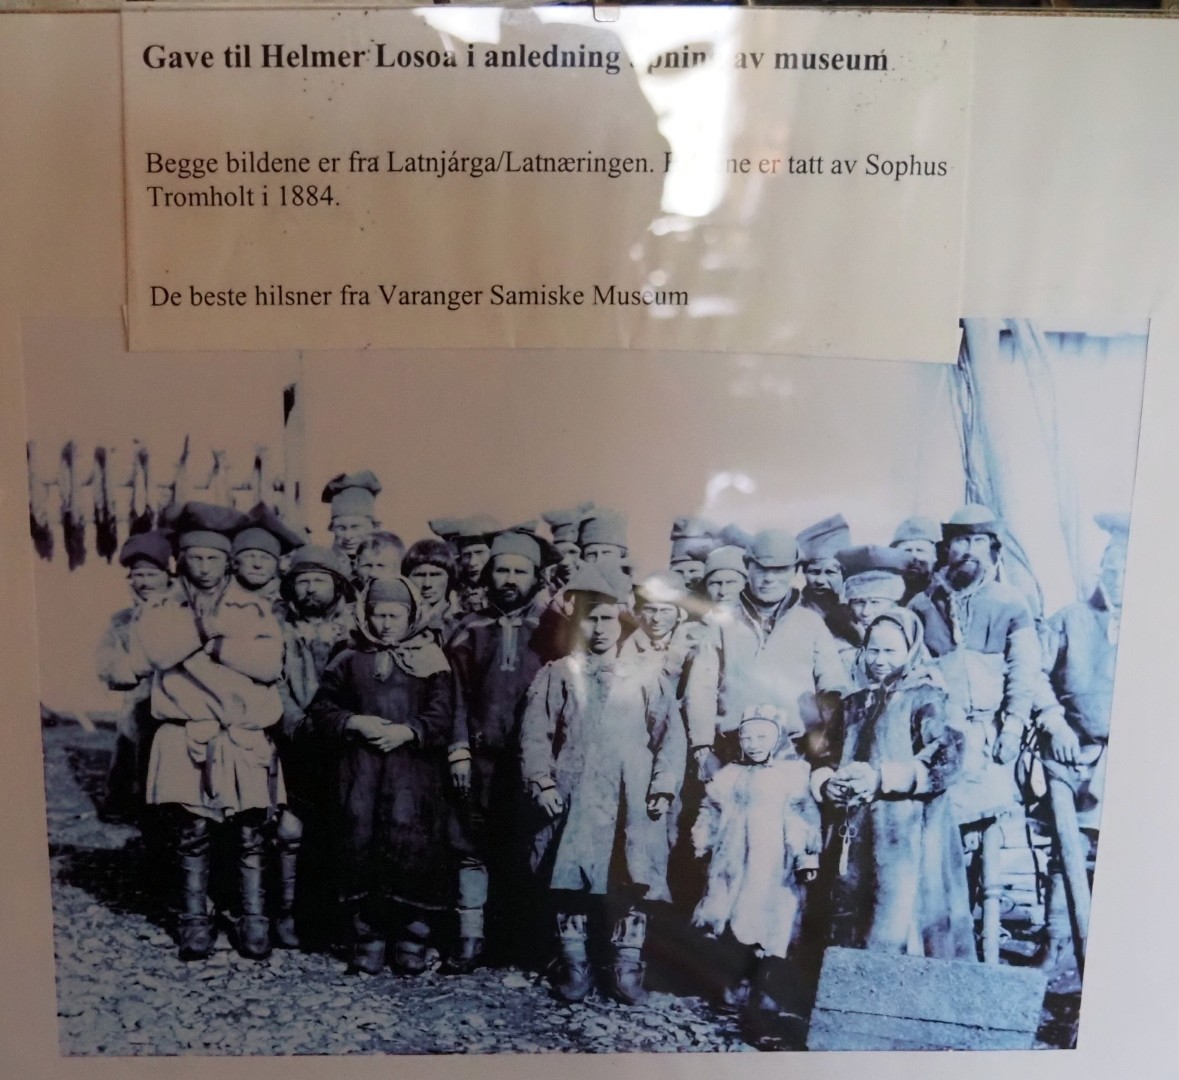 Gave til Helmer Losoa i anledning av museum
Begge bildene er fra Latnjárga/Latnæringen. er tatt av Sophus
Tromholt i 1884.
De beste hilsner fra Varanger Samiske Museum